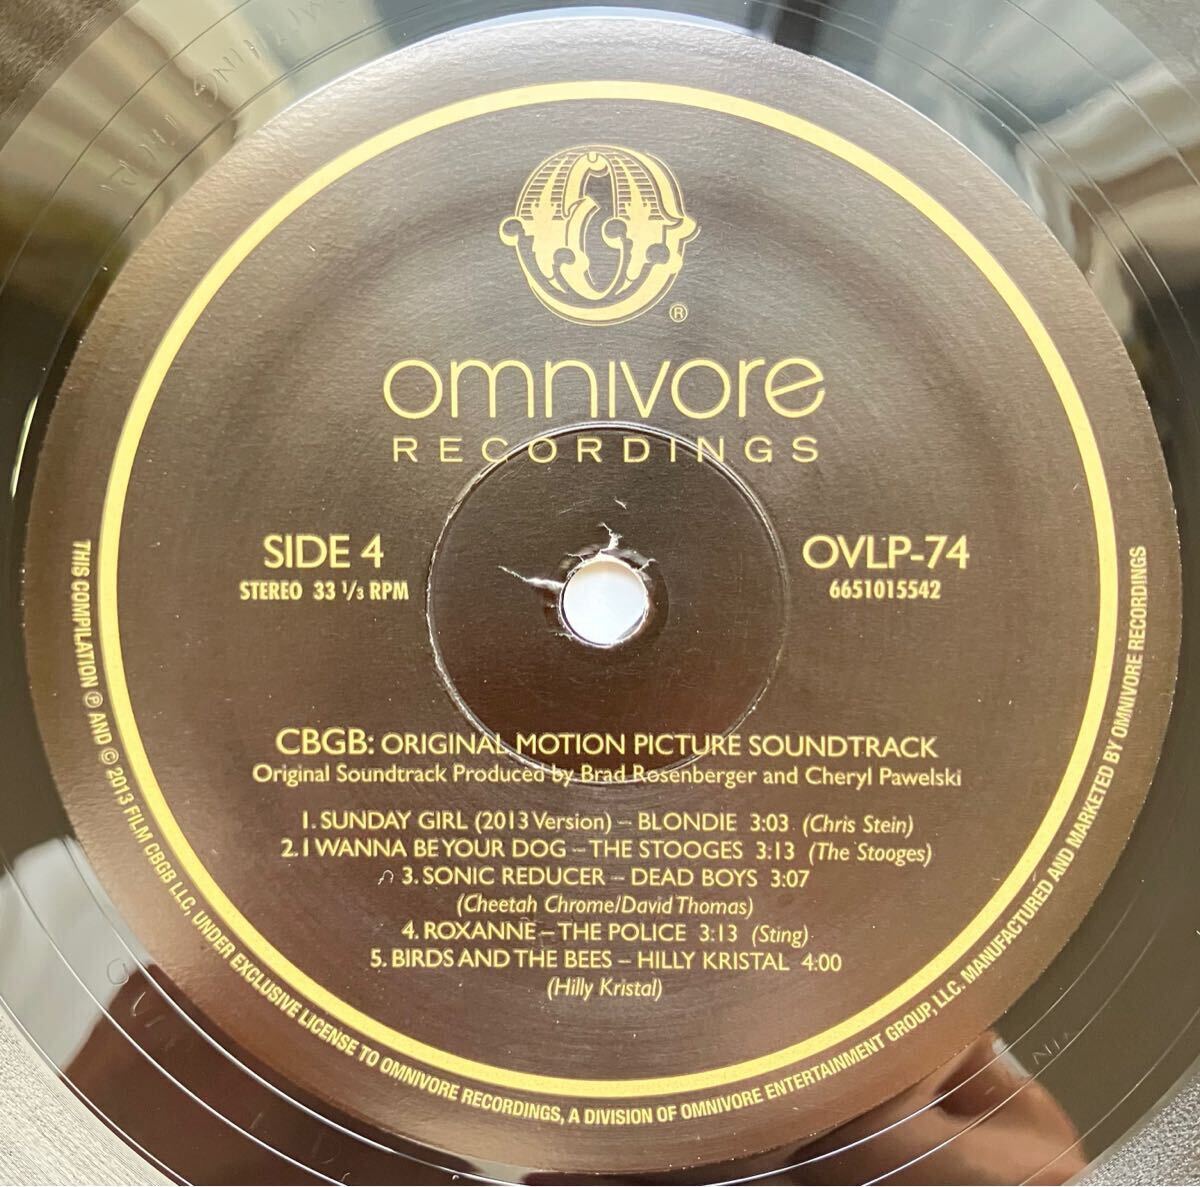 ®
omnivore
RECORDINGS
SIDE 4
STEREO 33 1/3 RPM
OVLP-74
6651015542
CBGB: ORIGINAL MOTION PICTURE SOUNDTRACK
Original Soundtrack Produced by Brad Rosenberger and Cheryl Pawelski
1. SUNDAY GIRL (2013 Version) – BLONDIE 3:03 (Chris Stein)
2. I WANNA BE YOUR DOG – THE STOOGES 3:13 (The Stooges)
3. SONIC REDUCER – DEAD BOYS 3:07
(Cheetah Chrome/David Thomas)
4. ROXANNE – THE POLICE 3:13 (Sting)
5. BIRDS AND THE BEES – HILLY KRISTAL 4:00
(Hilly Kristal)
THIS COMPILATION ℗ AND © 2013 FILM CBGB LLC, UNDER EXCLUSIVE LICENSE TO OMNIVORE RECORDINGS, A DIVISION OF OMNIVORE ENTERTAINMENT GROUP, LLC. MANUFACTURED AND MARKETED BY OMNIVORE RECORDINGS